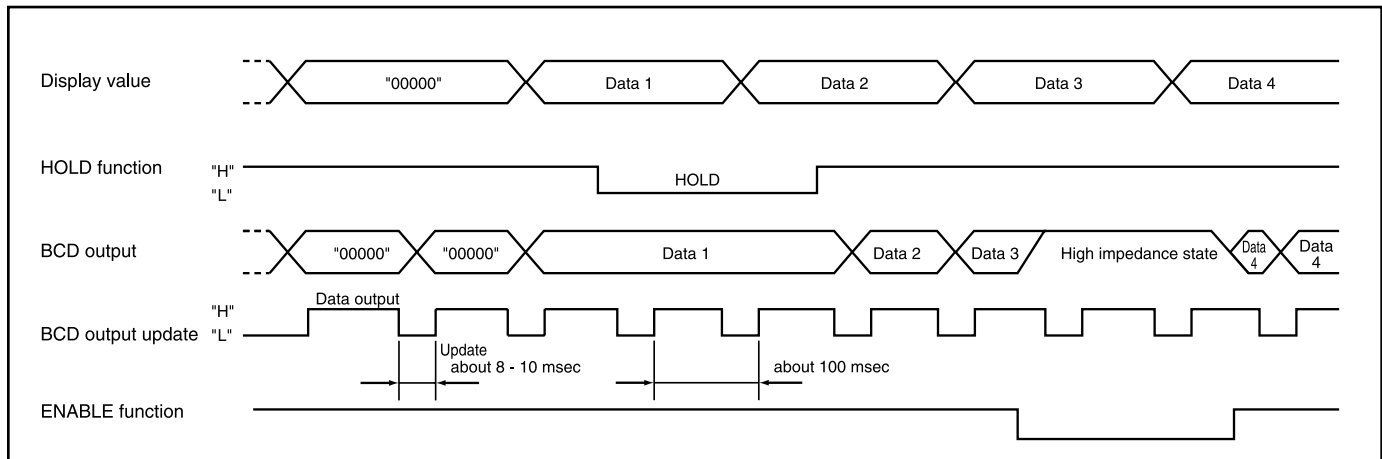 Display value "00000" Data 1 Data 2 Data 3 Data 4
HOLD function "H"
"L" HOLD
BCD output "00000" "00000" Data 1 Data 2 Data 3 High impedance state Data 4 Data 4
Data output
"H"
BCD output update "L"
Update
about 8 - 10 msec about 100 msec
ENABLE function